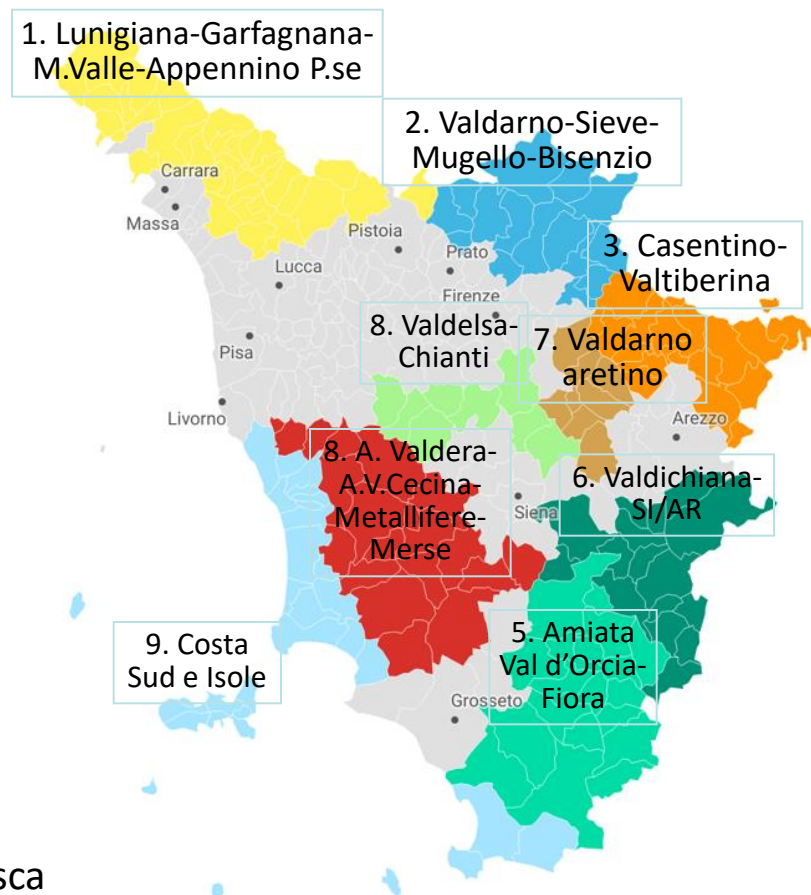 1. Lunigiana-Garfagnana-
M.Valle-Appennino P.se
2. Valdarno-Sieve-
Mugello-Bisenzio
Carrara
Massa
Pistoia
Prato
3. Casentino-
Valtiberina
Lucca
Firenze
8. Valdelsa-
Chianti
7. Valdarno
aretino
Pisa
Livorno
Arezzo
8. A. Valdera-
A.V.Cecina-
Metallifere-
Merse
6. Valdichiana-
SI/AR
Siena
5. Amiata
Val d'Orcia-
Fiora
9. Costa
Sud e Isole
Grosseto
sca